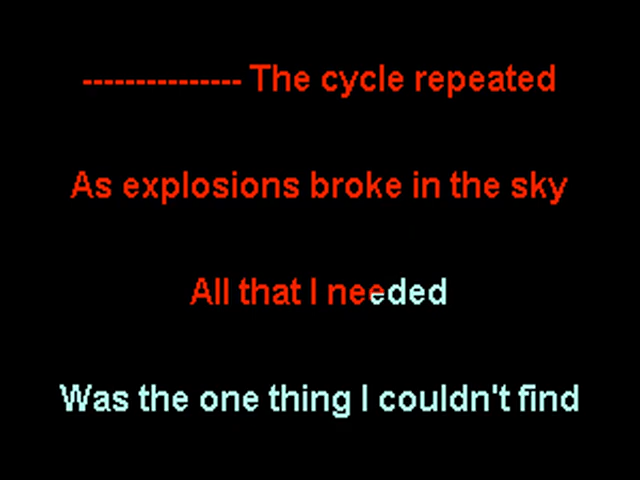 --------------- The cycle repeated
As explosions broke in the sky
All that I needed
Was the one thing I couldn't find